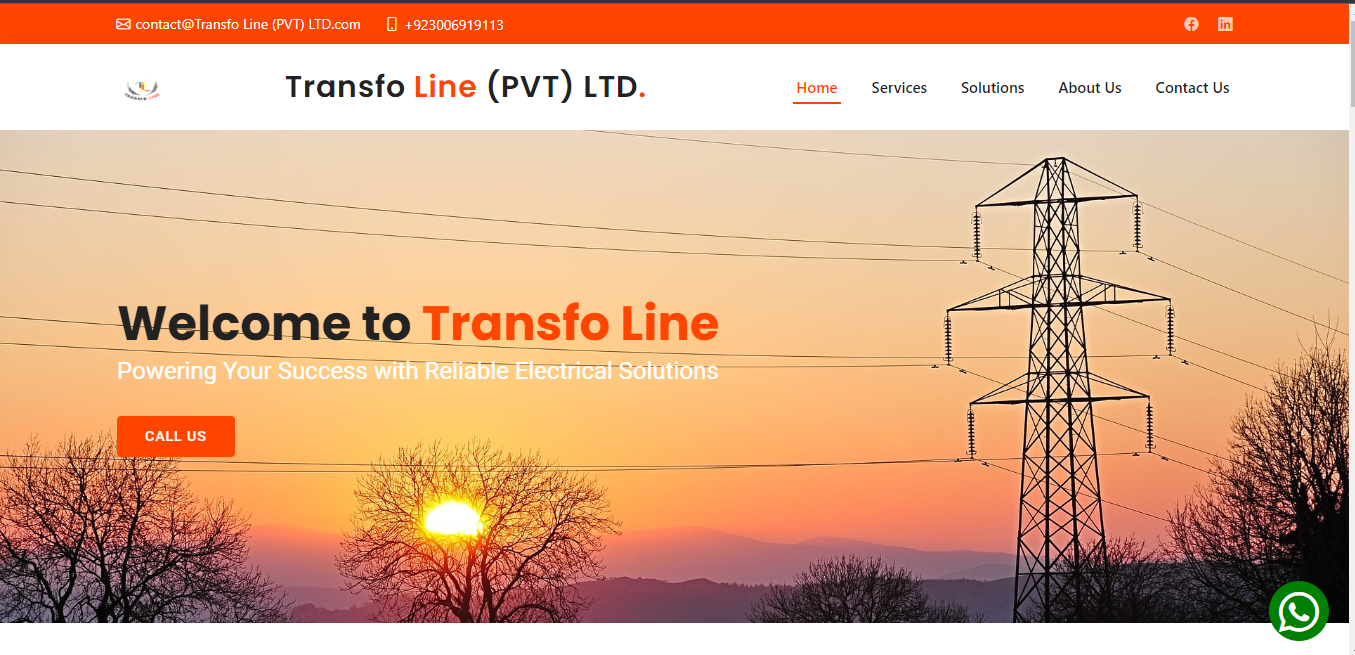 contact@Transfo Line (PVT) LTD.com +923006919113
Transfo Line (PVT) LTD.
Home Services Solutions About Us Contact Us
Welcome to Transfo Line
Powering Your Success with Reliable Electrical Solutions
CALL US